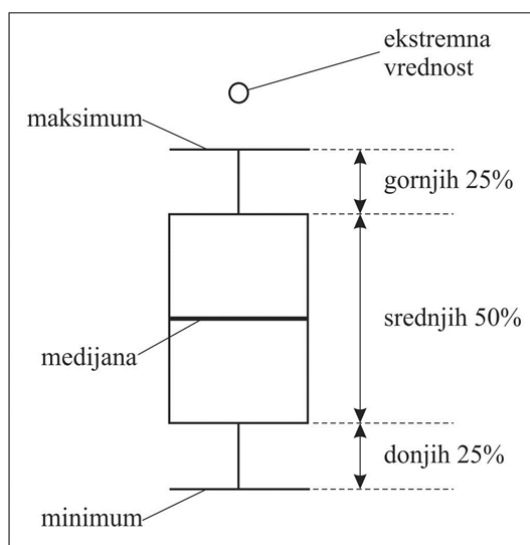 ekstremna
vrednost
maksimum
gornjih 25%
srednjih 50%
medijana
donjih 25%
minimum